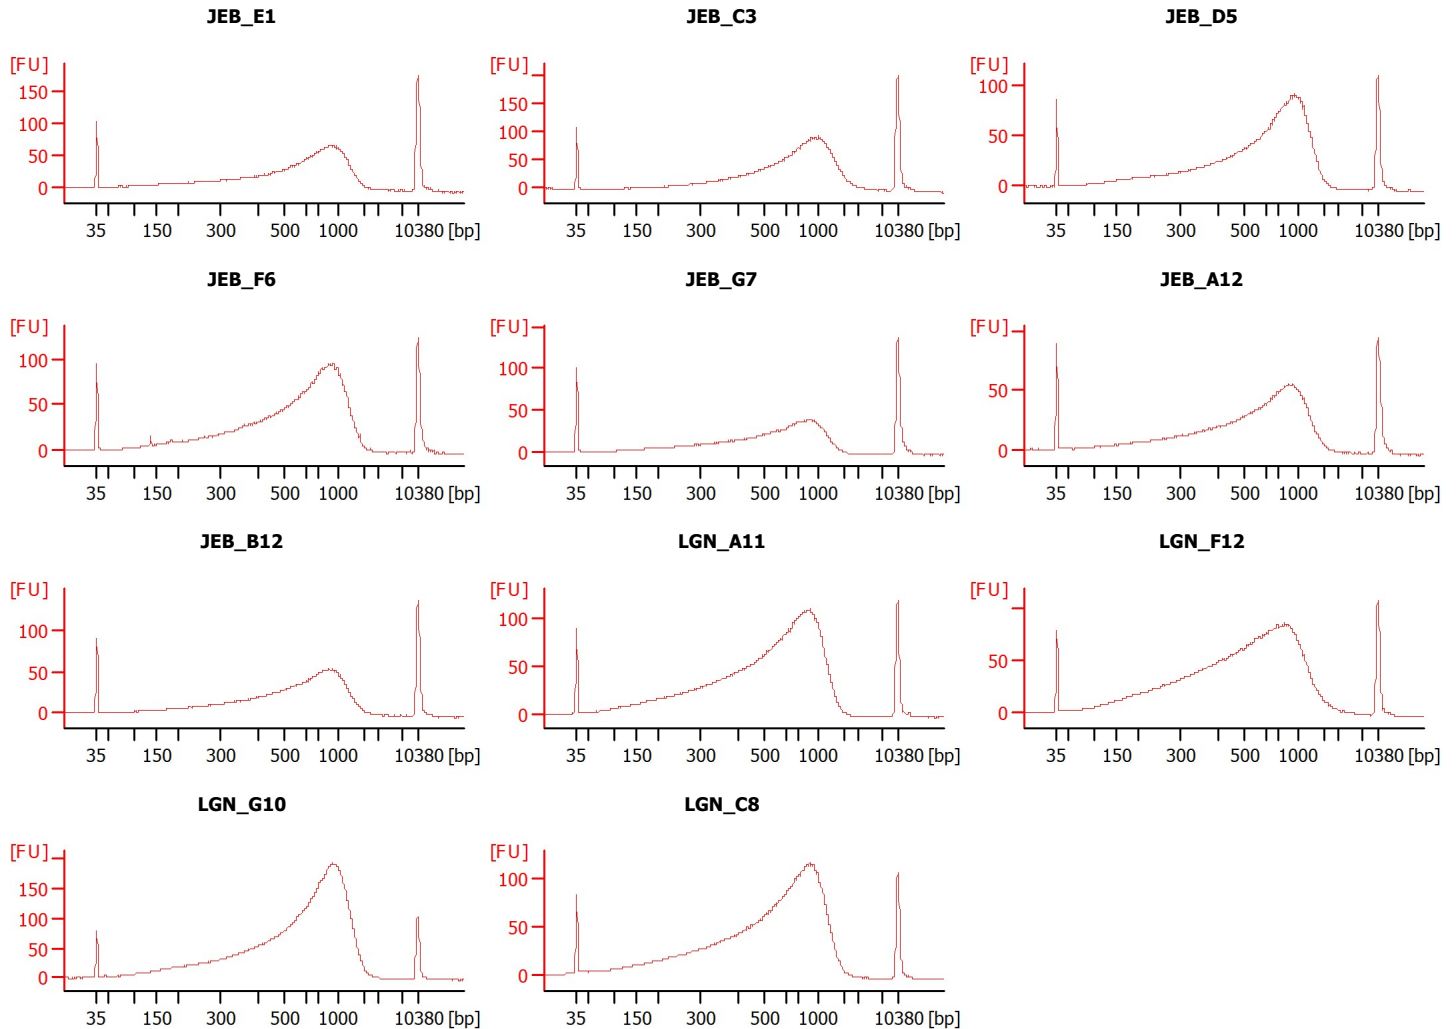 JEB_E1 JEB_C3 JEB_D5
[FU] [FU] [FU]
150 150 100
100 100 50
50 50 0
0 0
35 150 300 500 1000 10380 [bp] 35 150 300 500 1000 10380 [bp] 35 150 300 500 1000 10380 [bp]
JEB_F6 JEB_G7 JEB_A12
[FU] [FU] [FU]
100 100 50
50 50 0
0 0
35 150 300 500 1000 10380 [bp] 35 150 300 500 1000 10380 [bp] 35 150 300 500 1000 10380 [bp]
JEB_B12 LGN_A11 LGN_F12
[FU] [FU] [FU]
100 100 50
50 50 0
0 0
35 150 300 500 1000 10380 [bp] 35 150 300 500 1000 10380 [bp] 35 150 300 500 1000 10380 [bp]
LGN_G10 LGN_C8
[FU] [FU]
150 100
100 50
50 0
0
35 150 300 500 1000 10380 [bp] 35 150 300 500 1000 10380 [bp]